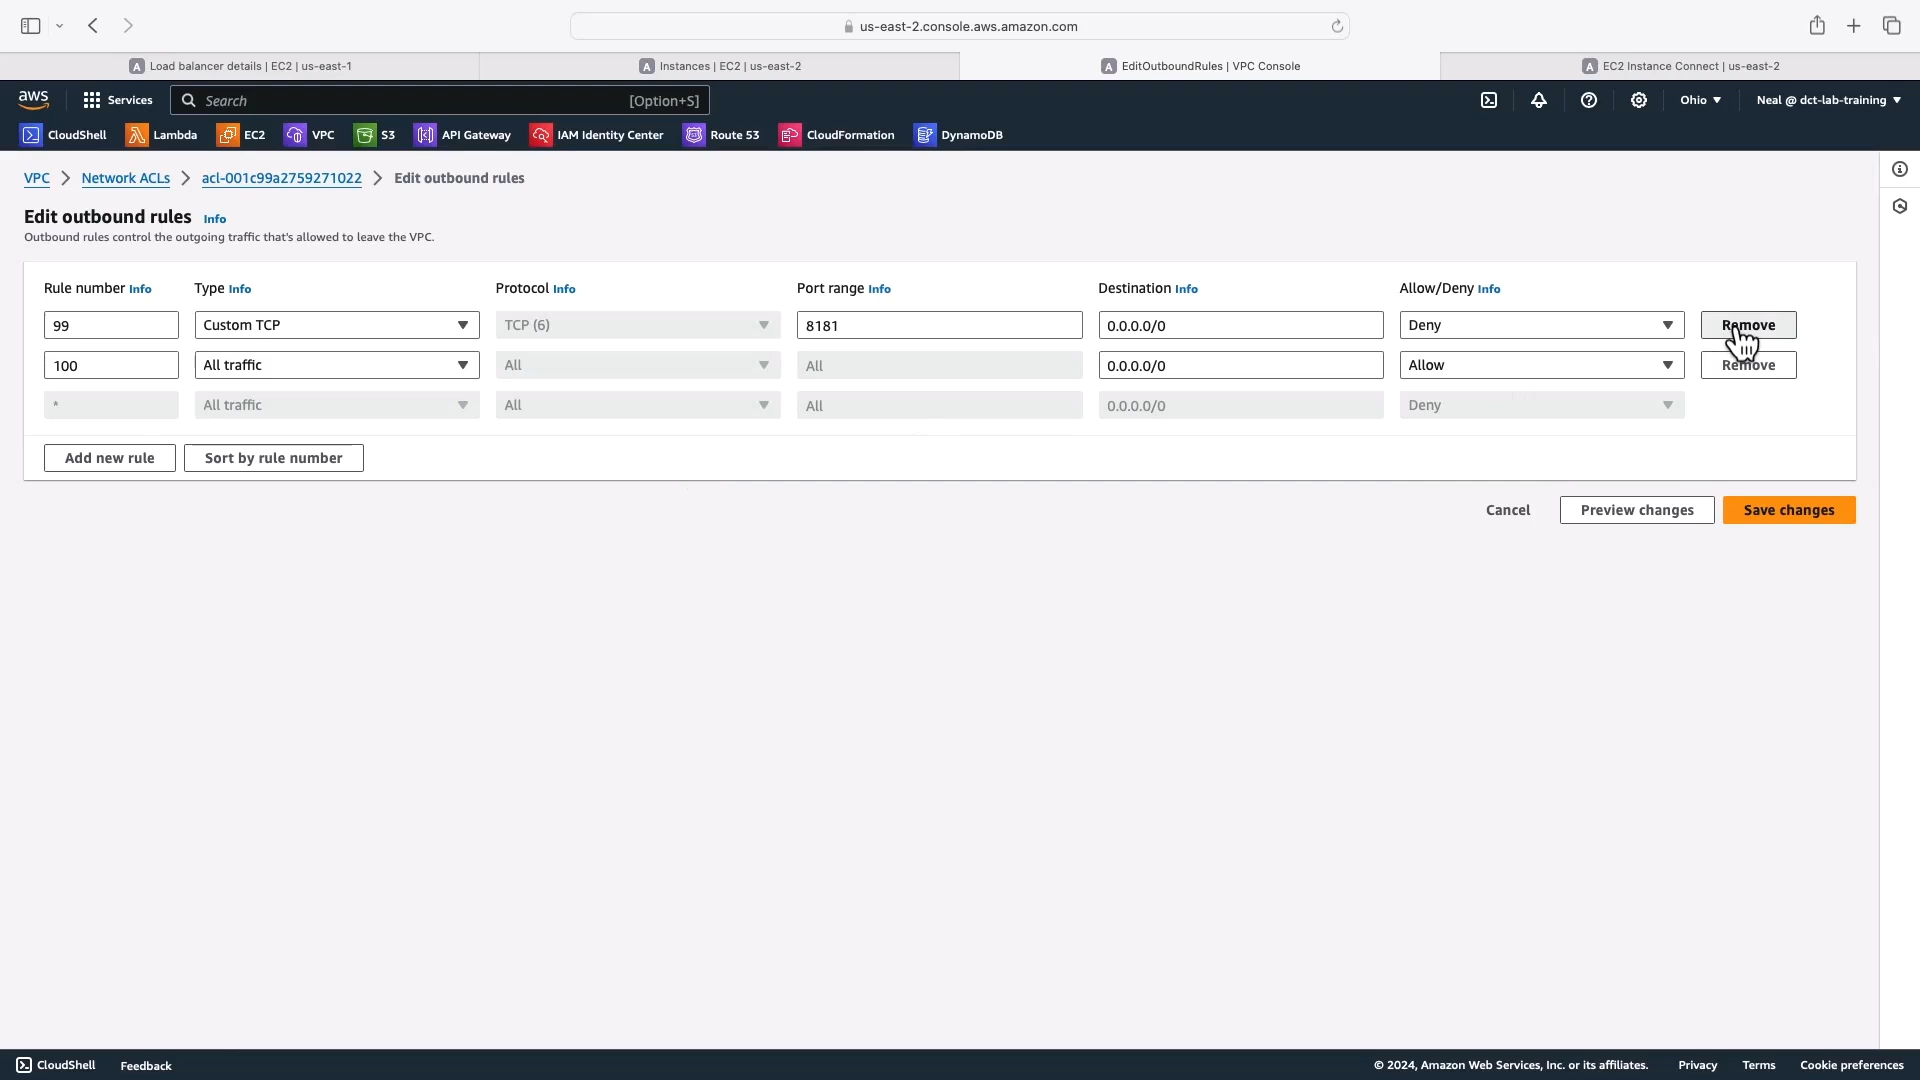 us-east-2.console.aws.amazon.com
Load balancer details | EC2 | us-east-1
Instances | EC2 | us-east-2
EditOutboundRules | VPC Console
EC2 Instance Connect | us-east-2
aws Services Search [Option+S] Ohio Neal @ dct-lab-training
CloudShell Lambda EC2 VPC S3 API Gateway IAM Identity Center Route 53 CloudFormation DynamoDB
VPC > Network ACLs > acl-001c99a2759271022 > Edit outbound rules
Edit outbound rules Info
Outbound rules control the outgoing traffic that's allowed to leave the VPC.
Rule number Info Type Info Protocol Info Port range Info Destination Info Allow/Deny Info
99 Custom TCP TCP (6) 8181 0.0.0.0/0 Deny Remove
100 All traffic All All 0.0.0.0/0 Allow Remove
* All traffic All All 0.0.0.0/0 Deny
Add new rule Sort by rule number
Cancel Preview changes Save changes
CloudShell Feedback © 2024, Amazon Web Services, Inc. or its affiliates. Privacy Terms Cookie preferences